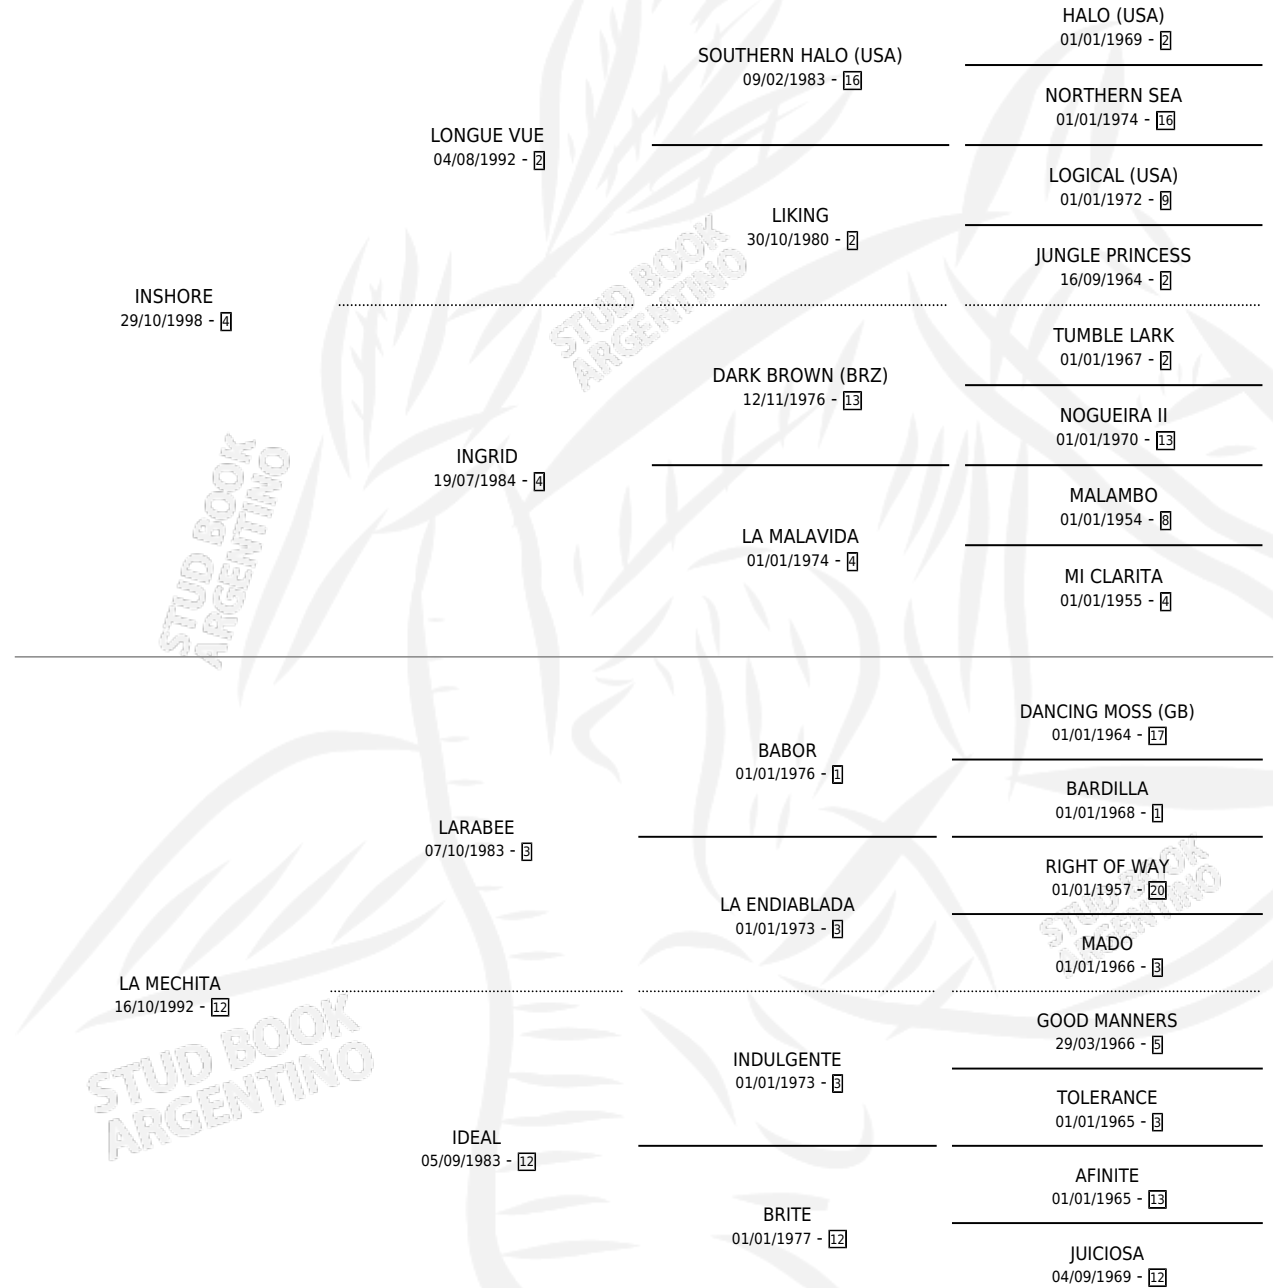 HALO (USA)
01/01/1969 - 2
SOUTHERN HALO (USA)
09/02/1983 - 16
NORTHERN SEA
01/01/1974 - 16
LONGUE VUE
04/08/1992 - 2
LOGICAL (USA)
01/01/1972 - 9
LIKING
30/10/1980 - 2
JUNGLE PRINCESS
16/09/1964 - 2
INSHORE
29/10/1998 - 4
STUD BOOK
ARGENTINO
TUMBLE LARK
01/01/1967 - 2
DARK BROWN (BRZ)
12/11/1976 - 13
NOGUEIRA II
01/01/1970 - 13
INGRID
19/07/1984 - 4
MALAMBO
01/01/1954 - 8
LA MALAVIDA
01/01/1974 - 4
MI CLARITA
01/01/1955 - 4
STUD BOOK
ARGENTINO
DANCING MOSS (GB)
01/01/1964 - 17
BABOR
01/01/1976 - 1
BARDILLA
01/01/1968 - 1
LARABEE
07/10/1983 - 3
RIGHT OF WAY
01/01/1957 - 20
LA ENDIABLADA
01/01/1973 - 3
MADO
01/01/1966 - 3
STUD BOOK
ARGENTINO
LA MECHITA
16/10/1992 - 12
STUD BOOK
ARGENTINO
GOOD MANNERS
29/03/1966 - 5
INDULGENTE
01/01/1973 - 3
TOLERANCE
01/01/1965 - 3
IDEAL
05/09/1983 - 12
AFINITE
01/01/1965 - 13
BRITE
01/01/1977 - 12
JUICIOSA
04/09/1969 - 12